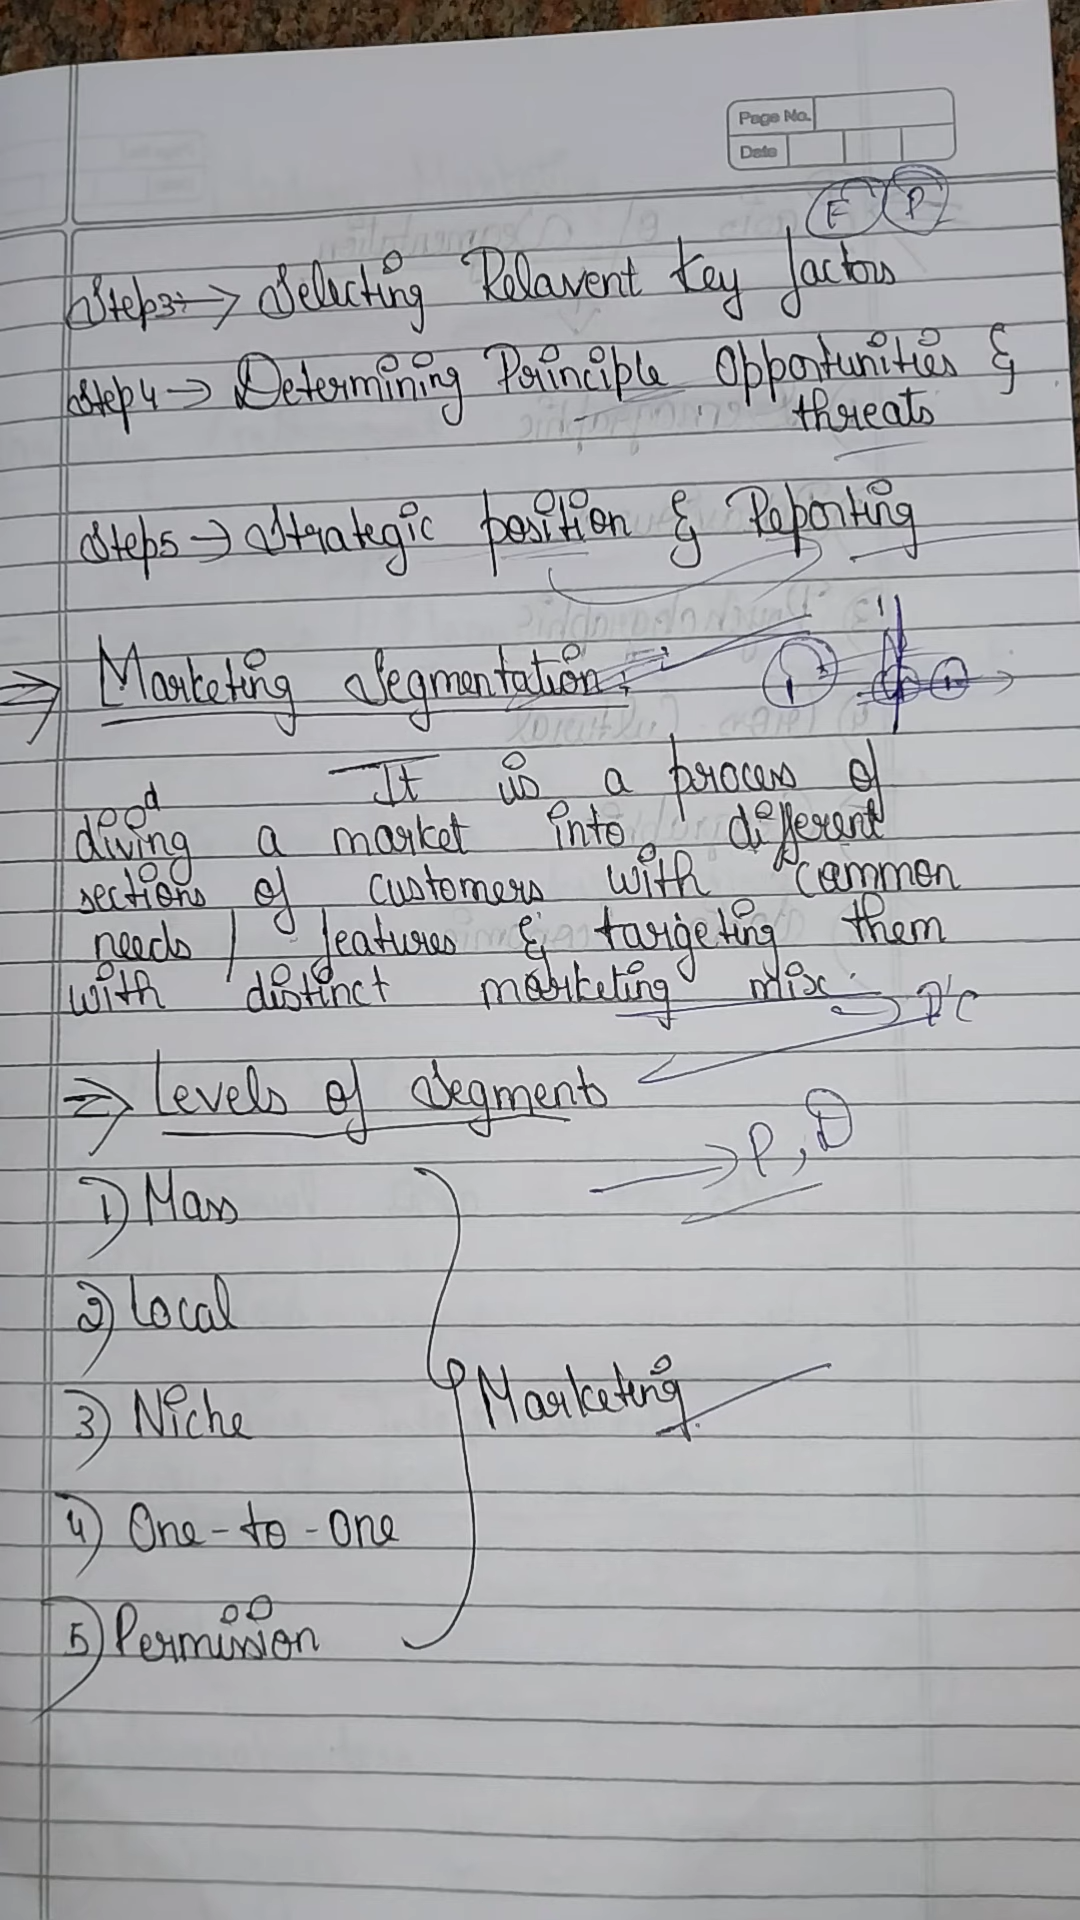 Page No.
Date
E P
Step3:→ Selecting Relavent key factors
Step4 → Determining Principle Opportunities &
threats
Step5 → Strategic position & Reporting
⇒ Marketing Segmentation :
It is a process of
diving d a market into different
sections of customers with common
needs / features & targeting them
with distinct marketing mix.
⇒ Levels of Segments
→ P, D
1) Mass
2) Local
3) Niche
Marketing
4) One-to-one
5) Permission